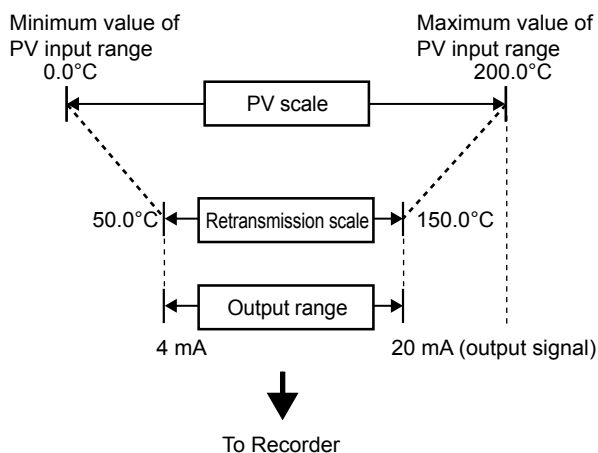 Minimum value of
PV input range
0.0°C
Maximum value of
PV input range
200.0°C
PV scale
50.0°C
Retransmission scale
150.0°C
Output range
4 mA
20 mA (output signal)
To Recorder